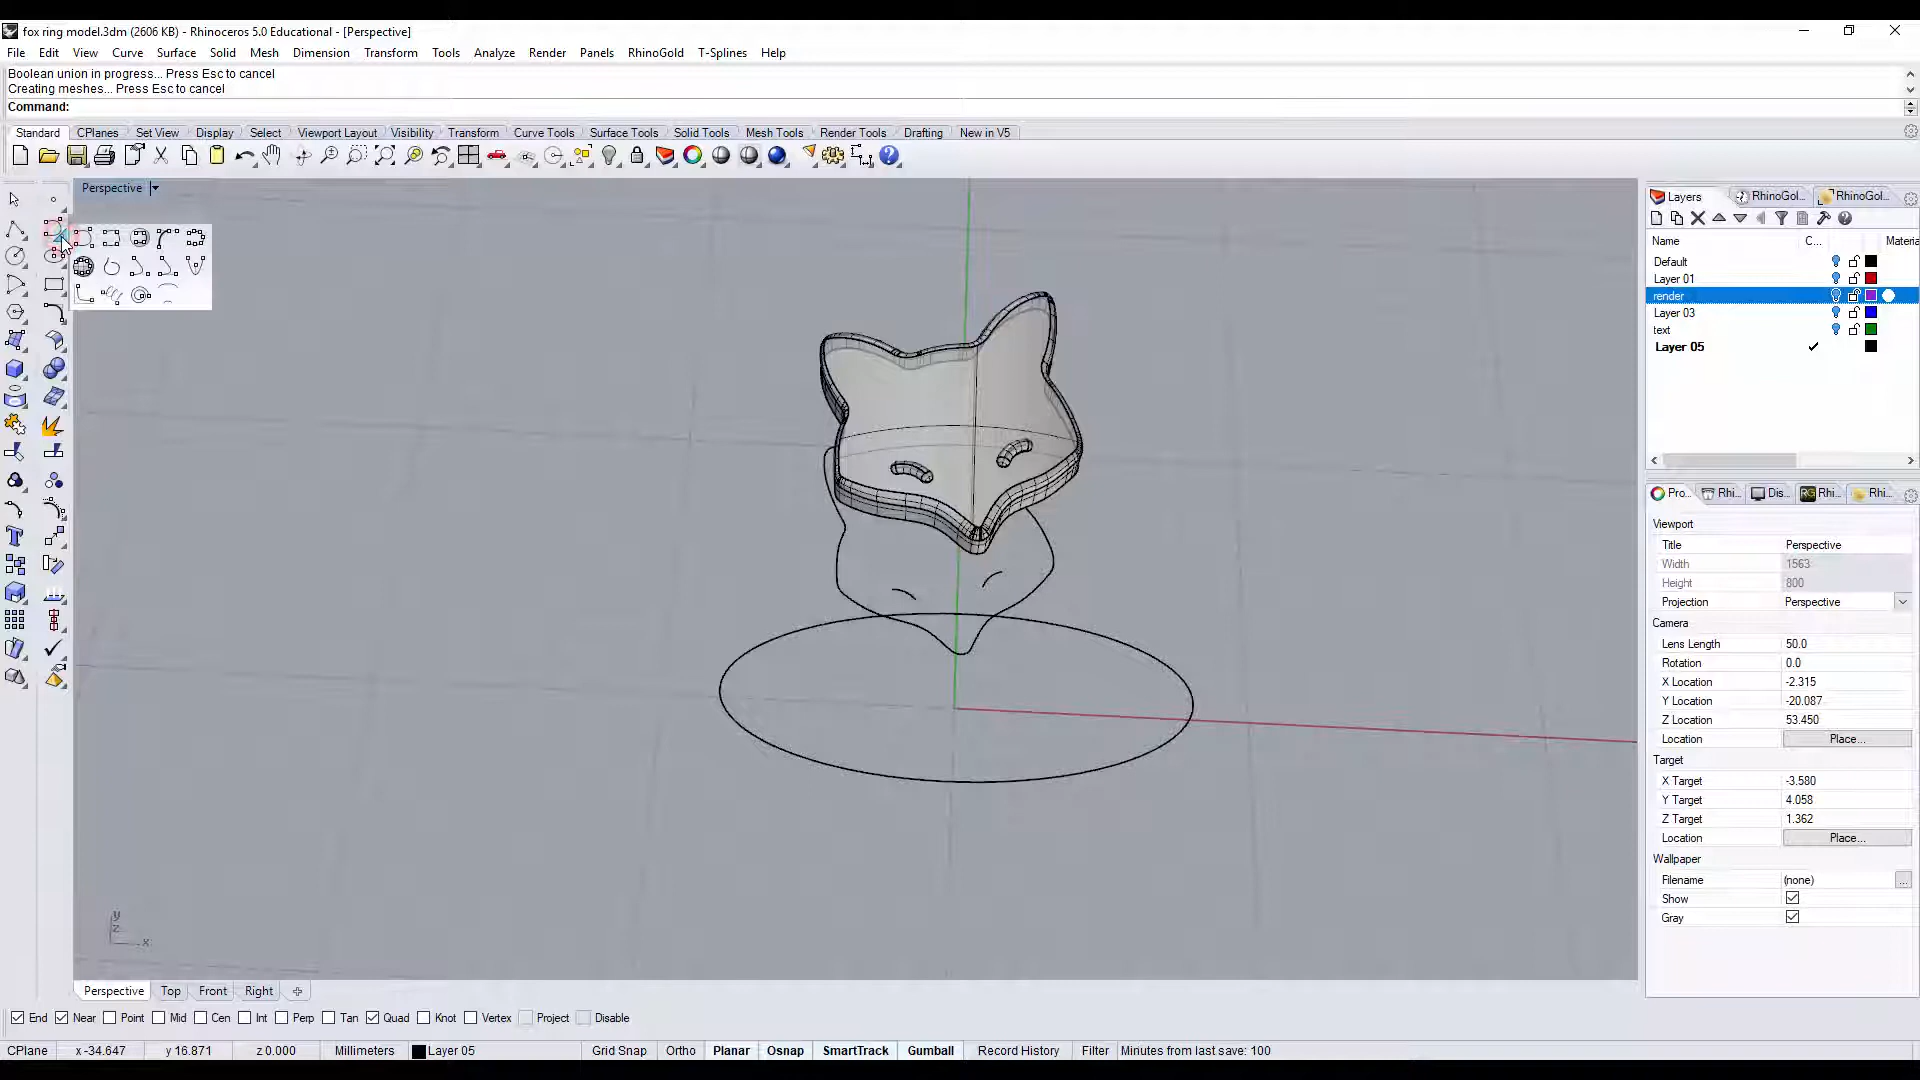 fox ring model.3dm (2606 KB) - Rhinoceros 5.0 Educational - [Perspective]
File Edit View Curve Surface Solid Mesh Dimension Transform Tools Analyze Render Panels RhinoGold T-Splines Help
Boolean union in progress... Press Esc to cancel
Creating meshes... Press Esc to cancel
Command:
Standard CPlanes Set View Display Select Viewport Layout Visibility Transform Curve Tools Surface Tools Solid Tools Mesh Tools Render Tools Drafting New in V5
Perspective
Layers RhinoGol... RhinoGol...
Name C... Materia
Default
Layer 01
render
Layer 03
text
Layer 05
Pro... Rhi... Dis... Rhi... Rhi...
Viewport
Title Perspective
Width 1563
Height 800
Projection Perspective
Camera
Lens Length 50.0
Rotation 0.0
X Location -2.315
Y Location -20.087
Z Location 53.450
Location Place...
Target
X Target -3.580
Y Target 4.058
Z Target 1.362
Location Place...
Wallpaper
Filename (none) ...
Show
Gray
y
z
x
Perspective Top Front Right
End Near Point Mid Cen Int Perp Tan Quad Knot Vertex Project Disable
CPlane x -34.647 y 16.871 z 0.000 Millimeters Layer 05 Grid Snap Ortho Planar Osnap SmartTrack Gumball Record History Filter Minutes from last save: 100